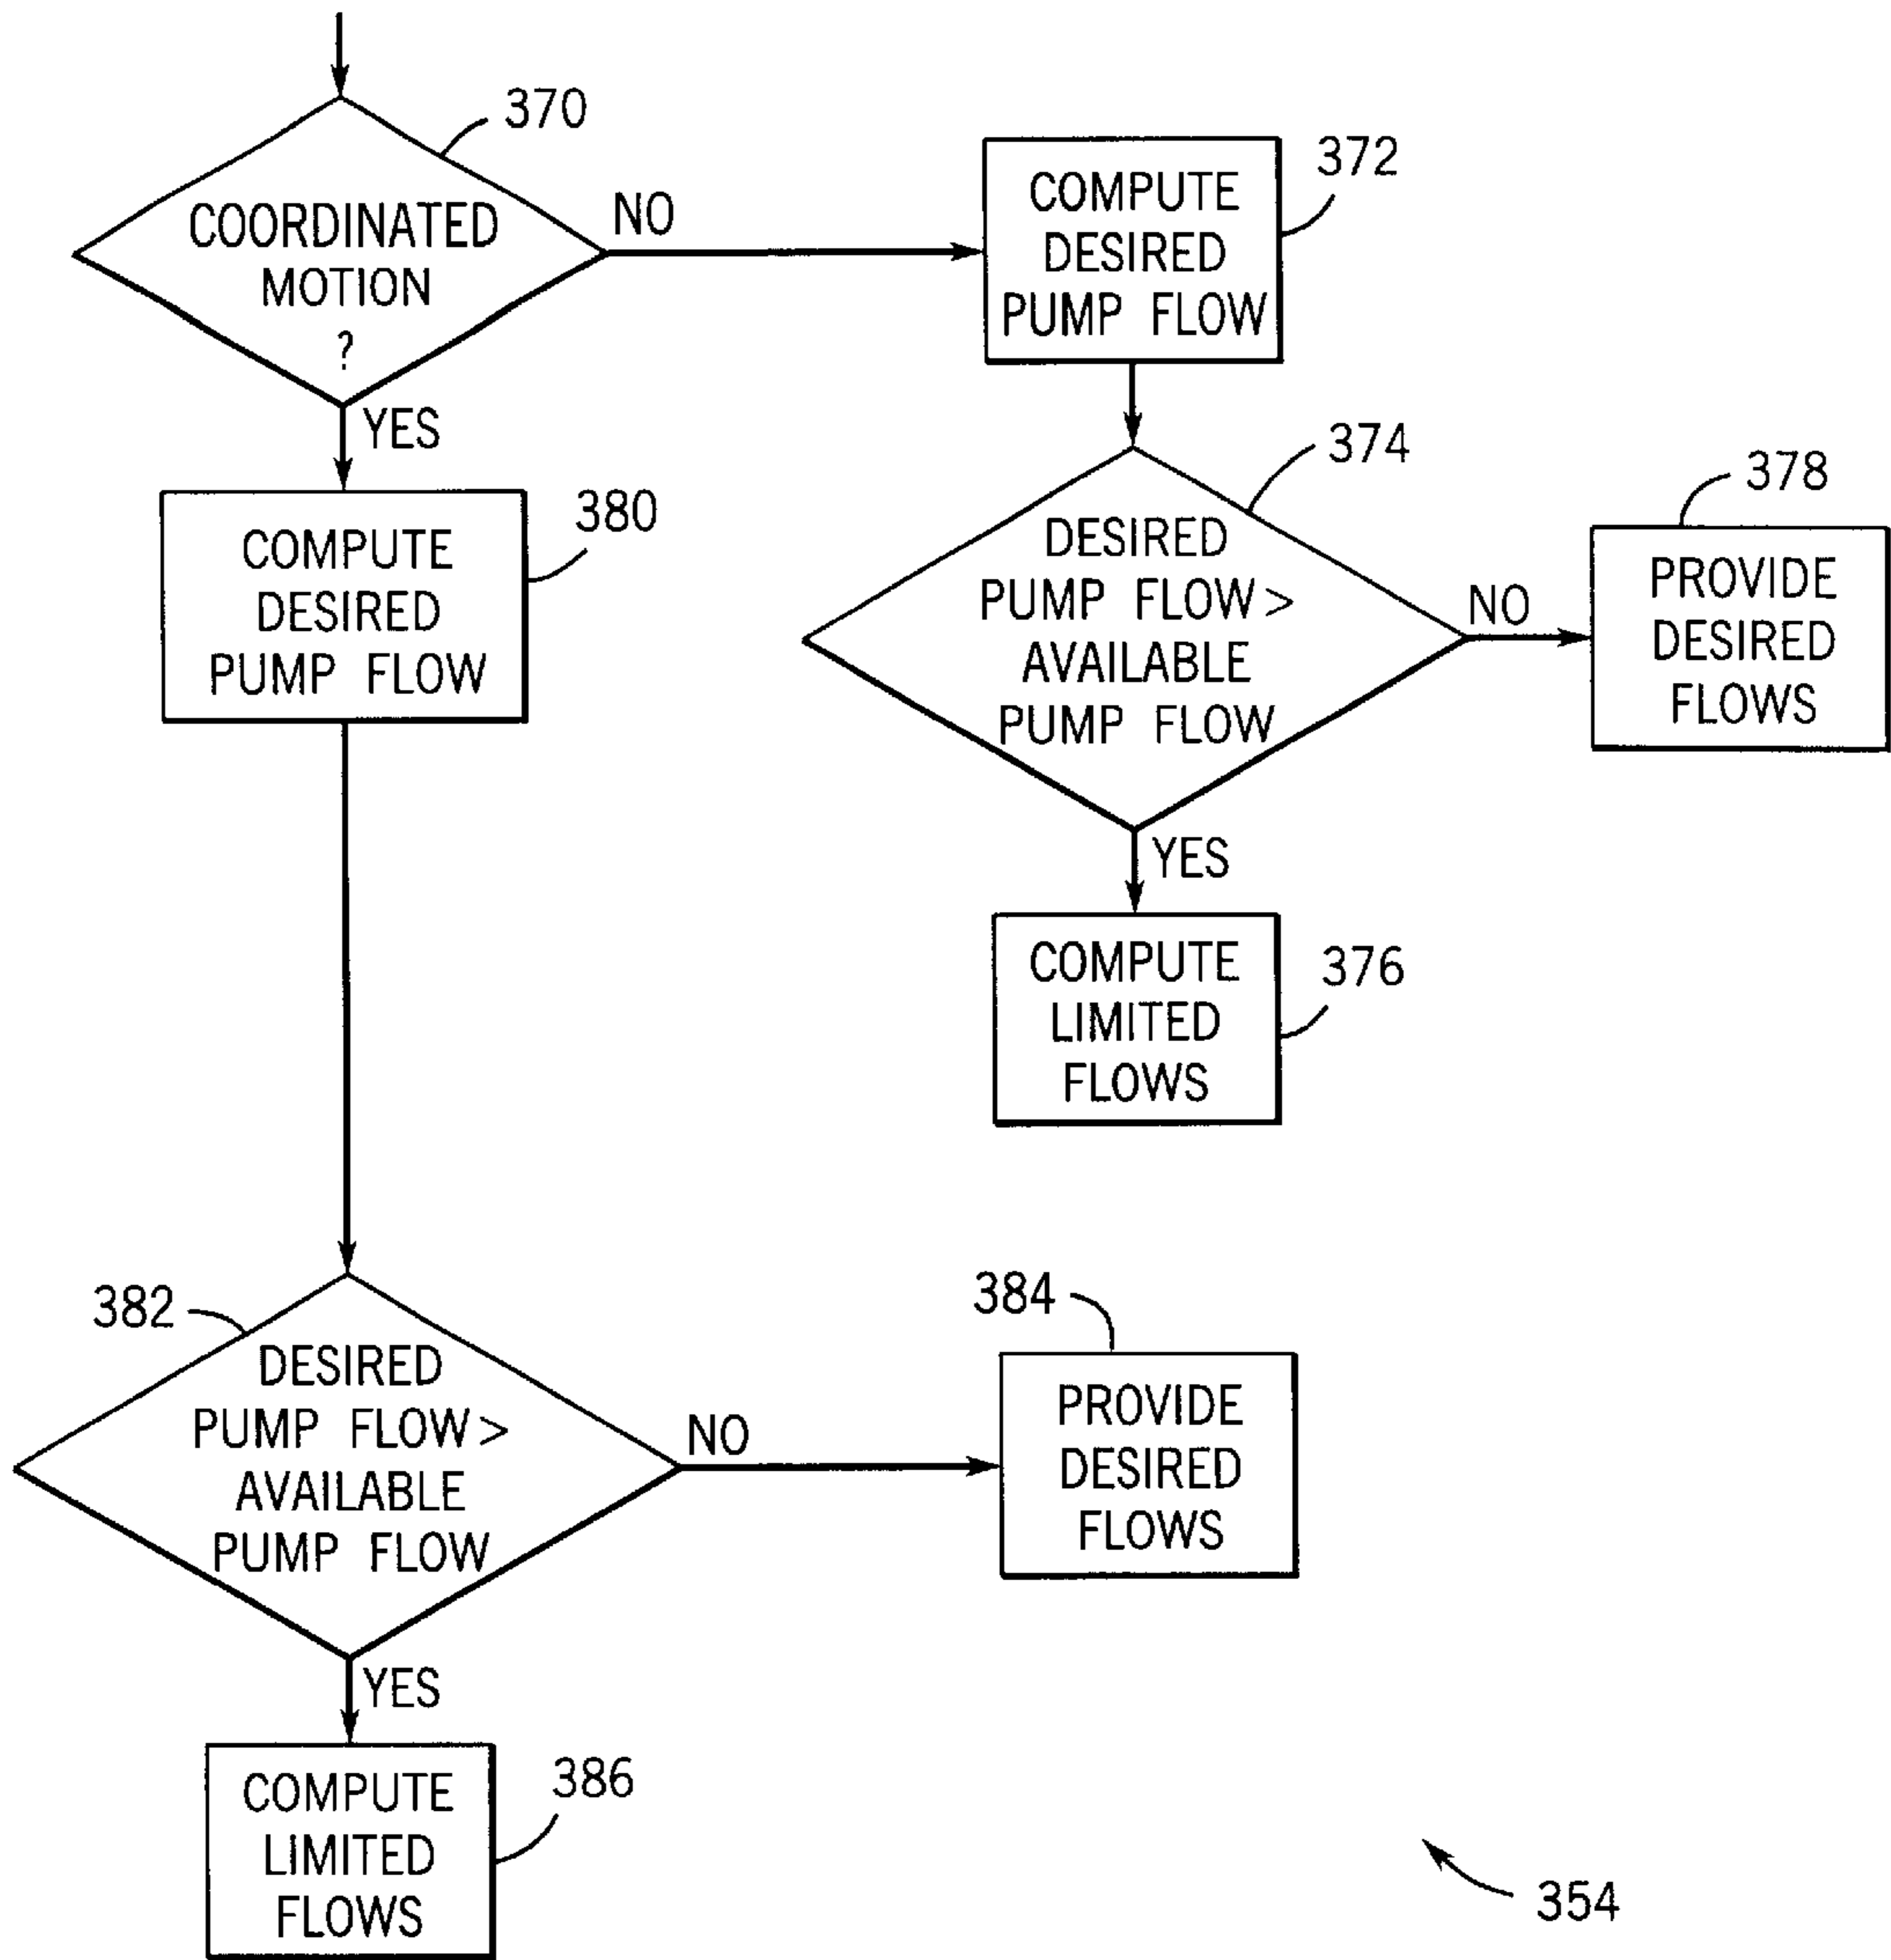 370
COORDINATED
MOTION
?
NO
YES
COMPUTE
DESIRED
PUMP FLOW
372
DESIRED
PUMP FLOW >
AVAILABLE
PUMP FLOW
374
NO
YES
PROVIDE
DESIRED
FLOWS
378
COMPUTE
LIMITED
FLOWS
376
COMPUTE
DESIRED
PUMP FLOW
380
382
DESIRED
PUMP FLOW >
AVAILABLE
PUMP FLOW
NO
YES
384
PROVIDE
DESIRED
FLOWS
COMPUTE
LIMITED
FLOWS
386
354